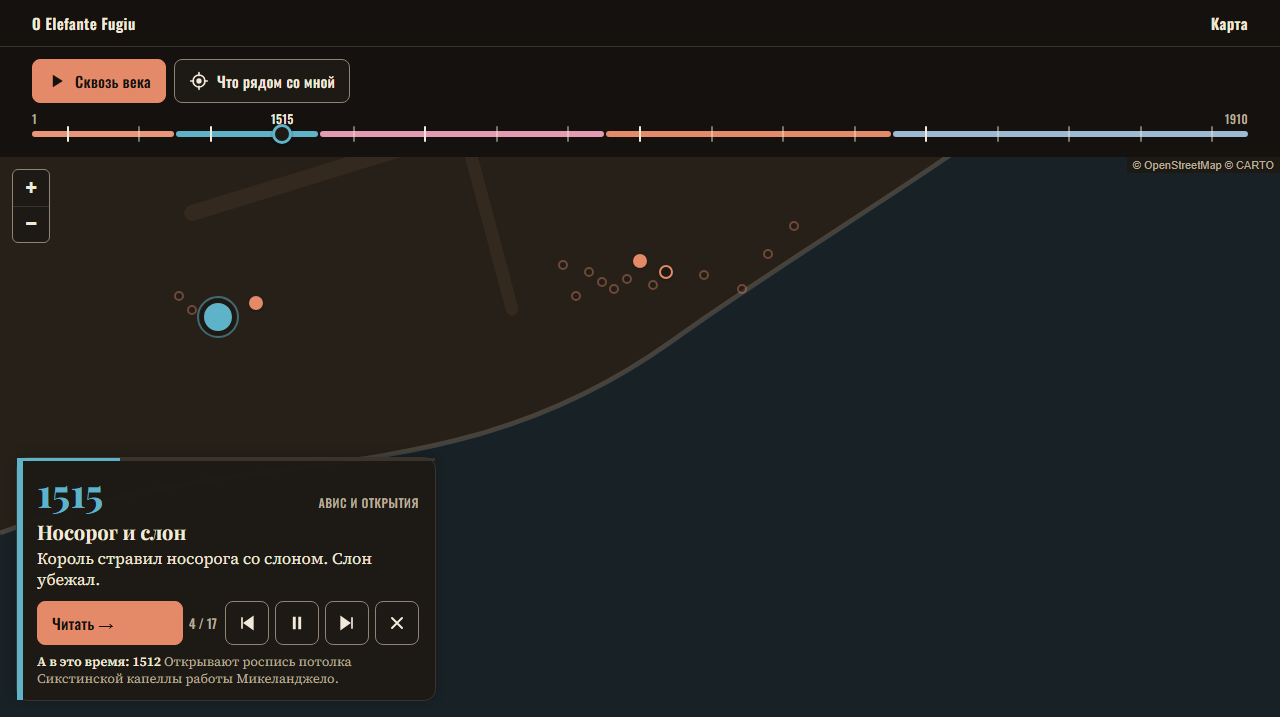 O Elefante Fugiu
Карта
Сквозь века
Что рядом со мной
1
1515
1910
+
© OpenStreetMap © CARTO
−
1515
АВИС И ОТКРЫТИЯ
Носорог и слон
Король стравил носорога со слоном. Слон
убежал.
Читать →
4 / 17
А в это время: 1512 Открывают роспись потолка
Сикстинской капеллы работы Микеланджело.